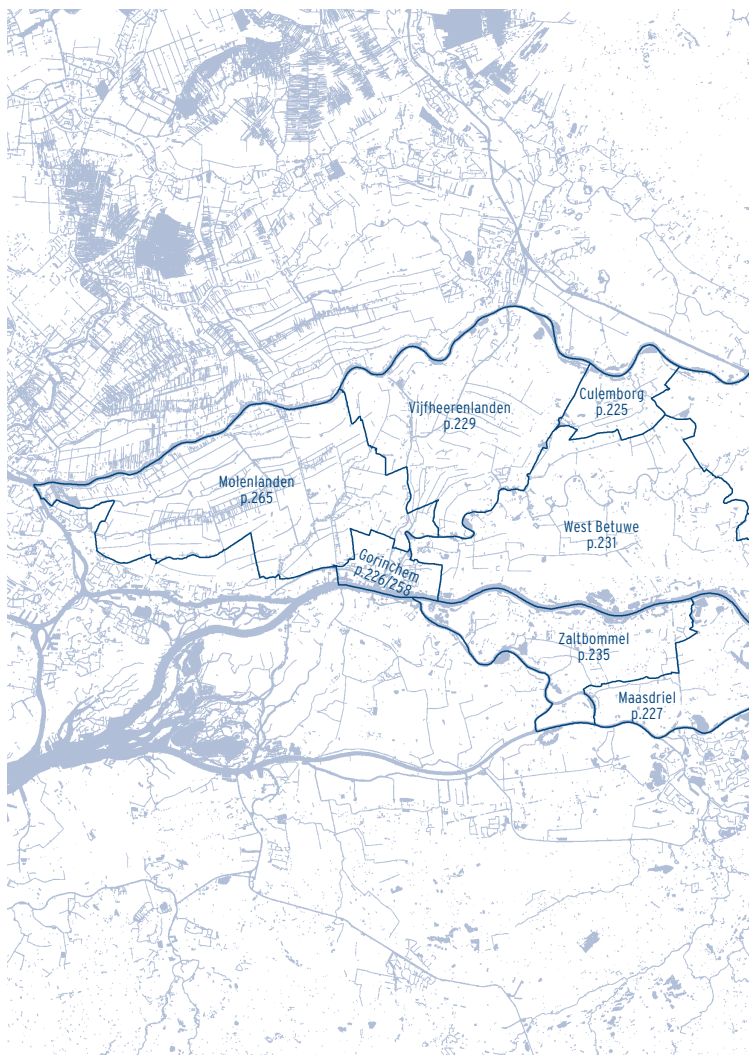 Culemborg
p.225
Vijfheerenlanden
p.229
Molenlanden
p.265
West Betuwe
p.231
Gorinchem
p.226/258
Zaltbommel
p.235
Maasdriel
p.227